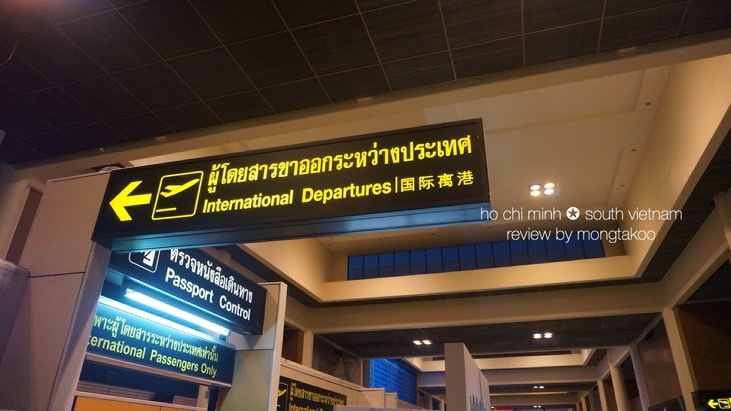 ผู้โดยสารขาออกระหว่างประเทศ
International Departures|国际离港
ho chi minh ✪ south vietnam
review by mongtakoo
2 ตรวจหนังสือเดินทาง
Passport Control
เพาะผู้โดยสารระหว่างประเทศเท่านั้น
nternational Passengers Only